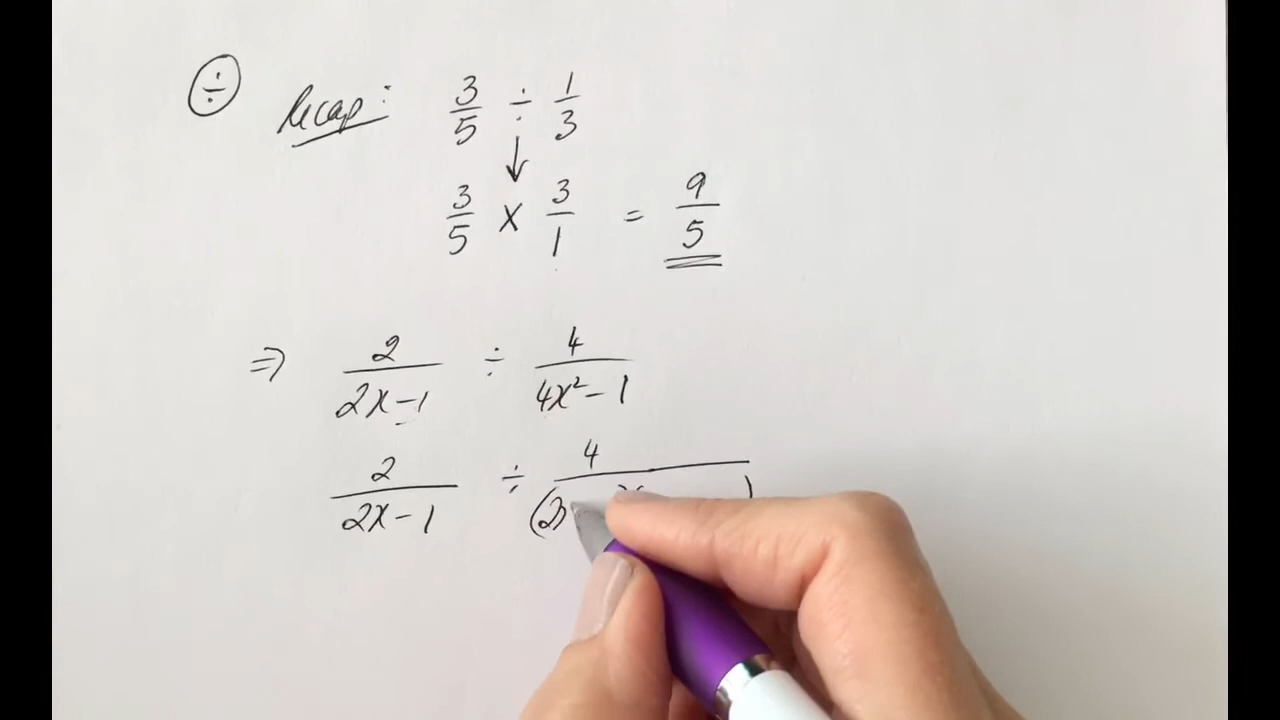 ÷ Recap: 3/5 ÷ 1/3
↓
3/5 x 3/1 = 9/5
⇒ 2/(2x-1) ÷ 4/(4x²-1)
2/(2x-1) ÷ 4/(2